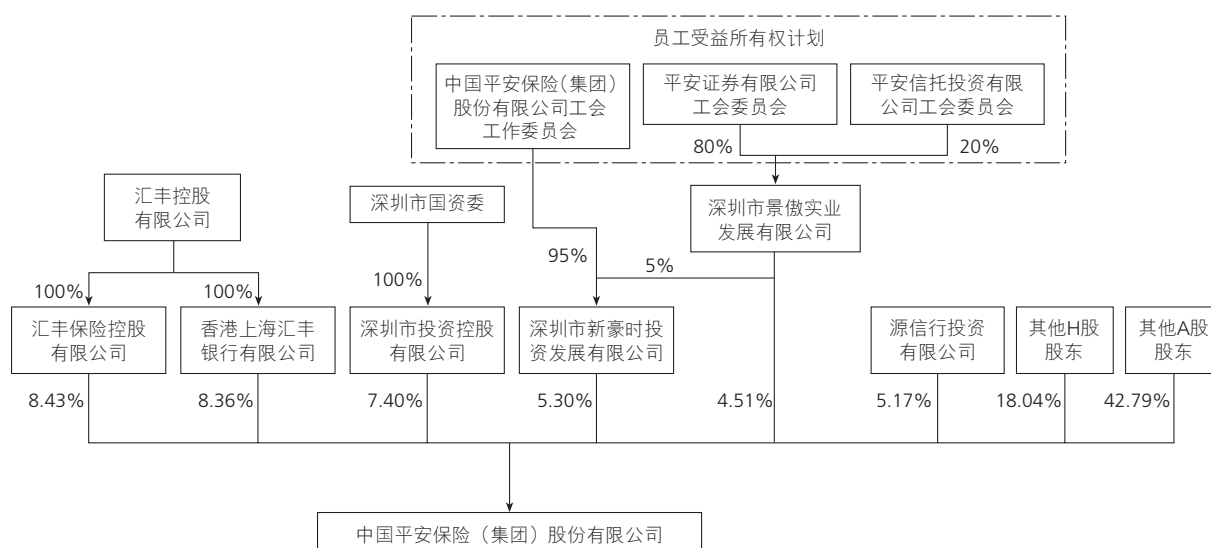 员工受益所有权计划
中国平安保险(集团)
股份有限公司工会
工作委员会
平安证券有限公司
工会委员会
平安信托投资有限
公司工会委员会
80%
20%
汇丰控股
有限公司
深圳市国资委
深圳市景傲实业
发展有限公司
95%
5%
100%
100%
100%
汇丰保险控股
有限公司
香港上海汇丰
银行有限公司
深圳市投资控股
有限公司
深圳市新豪时投
资发展有限公司
源信行投资
有限公司
其他H股
股东
其他A股
股东
8.43%
8.36%
7.40%
5.30%
4.51%
5.17%
18.04%
42.79%
中国平安保险（集团）股份有限公司